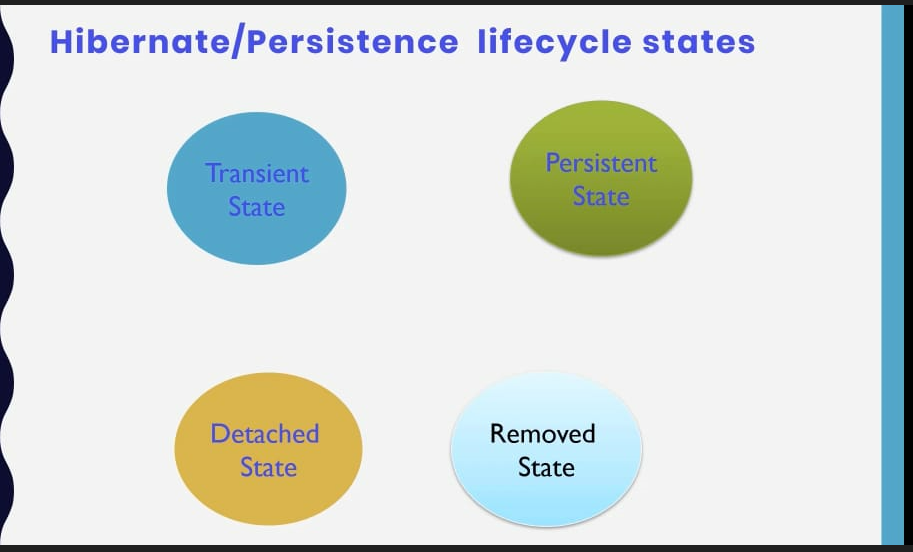 Hibernate/Persistence lifecycle states
Transient
State
Persistent
State
Detached
State
Removed
State